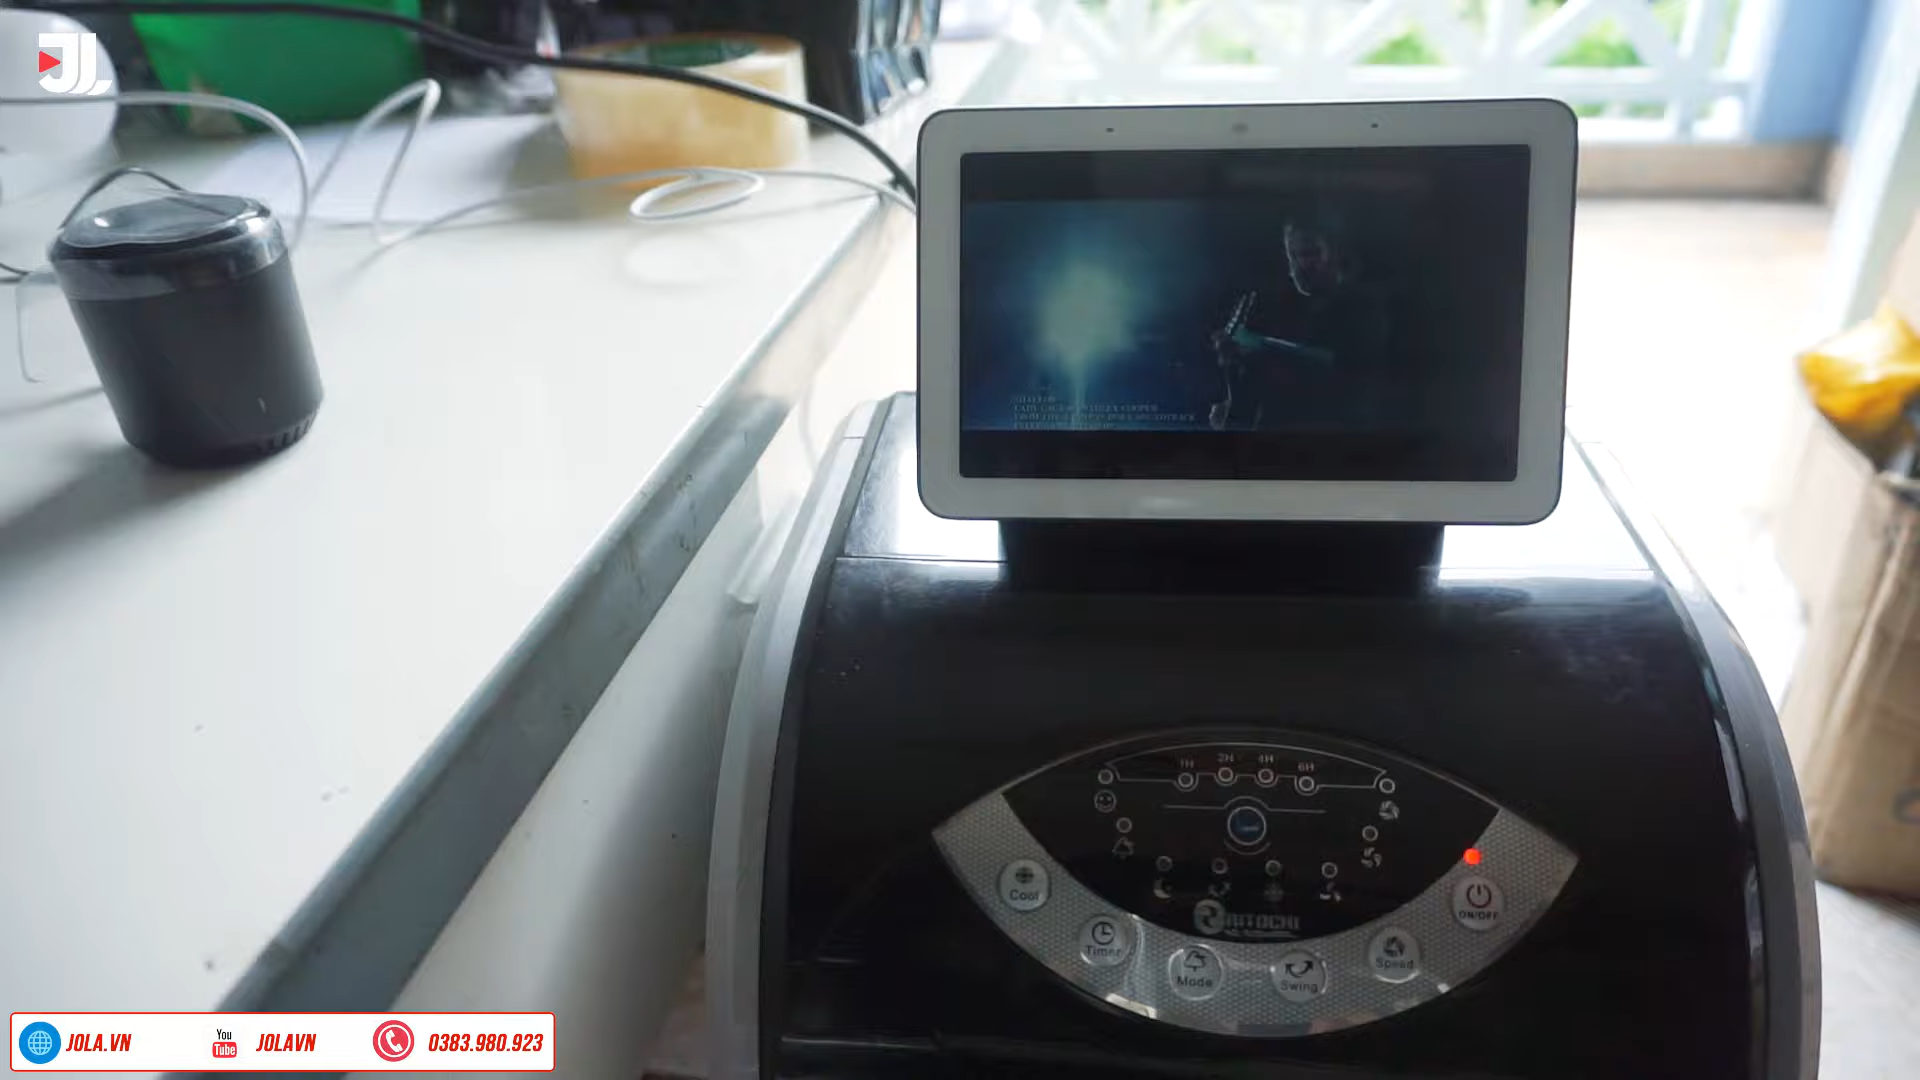 JL
1H 2H 4H 6H
Cool
Timer
Mode
Swing
Speed
ON/OFF
JOLA.VN
You Tube JOLAVN
0383.980.923